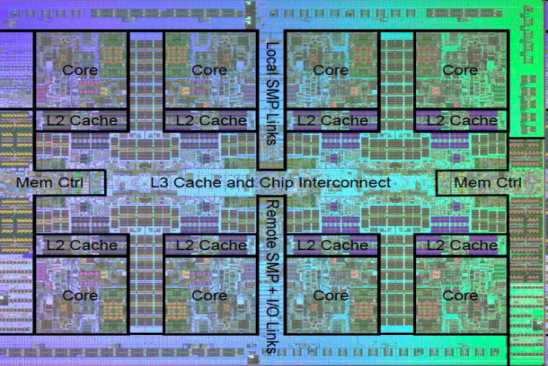 Core
Core
Core
Core
Local SMP Links
L2 Cache
L2 Cache
L2 Cache
L2 Cache
Mem Ctrl
L3 Cache and Chip Interconnect
Mem Ctrl
Remote SMP + I/O Links
L2 Cache
L2 Cache
L2 Cache
L2 Cache
Core
Core
Core
Core